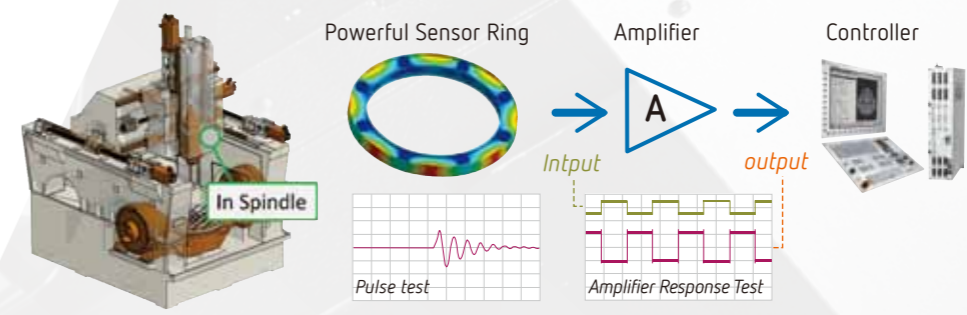 Powerful Sensor Ring
Amplifier
Controller
A
Intput
output
In Spindle
Pulse test
Amplifier Response Test